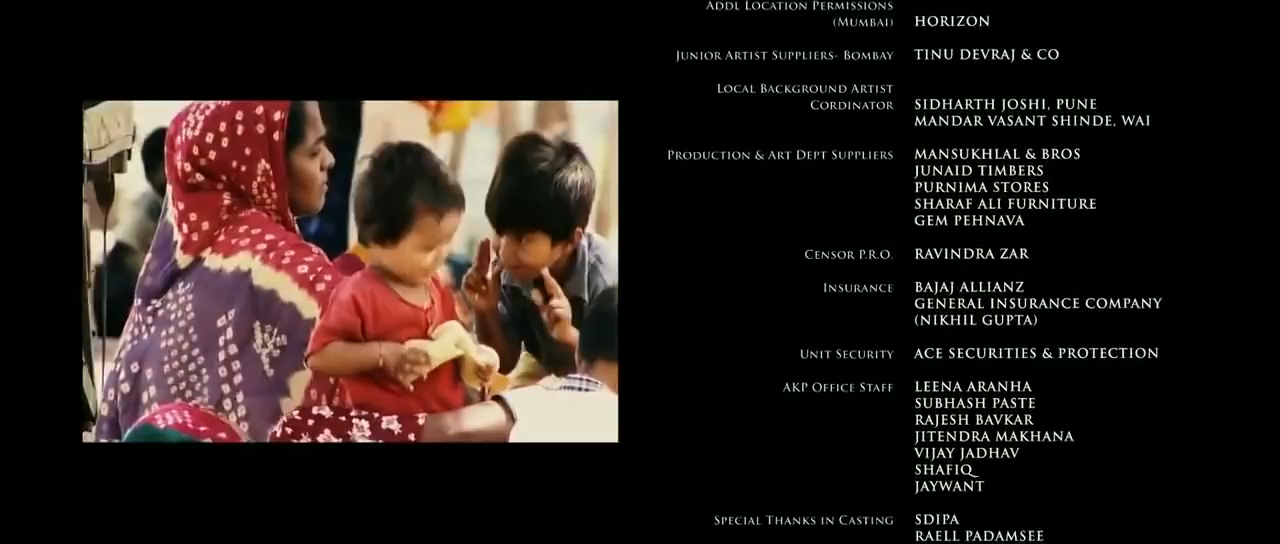 Addl Location Permissions
(Mumbai) HORIZON
Junior Artist Suppliers- Bombay TINU DEVRAJ & CO
Local Background Artist
Cordinator SIDHARTH JOSHI, PUNE
MANDAR VASANT SHINDE, WAI
Production & Art Dept Suppliers MANSUKHLAL & BROS
JUNAID TIMBERS
PURNIMA STORES
SHARAF ALI FURNITURE
GEM PEHNAVA
Censor P.R.O. RAVINDRA ZAR
Insurance BAJAJ ALLIANZ
GENERAL INSURANCE COMPANY
(NIKHIL GUPTA)
Unit Security ACE SECURITIES & PROTECTION
AKP Office Staff LEENA ARANHA
SUBHASH PASTE
RAJESH BAVKAR
JITENDRA MAKHANA
VIJAY JADHAV
SHAFIQ
JAYWANT
Special Thanks in Casting SDIPA
RAELL PADAMSEE